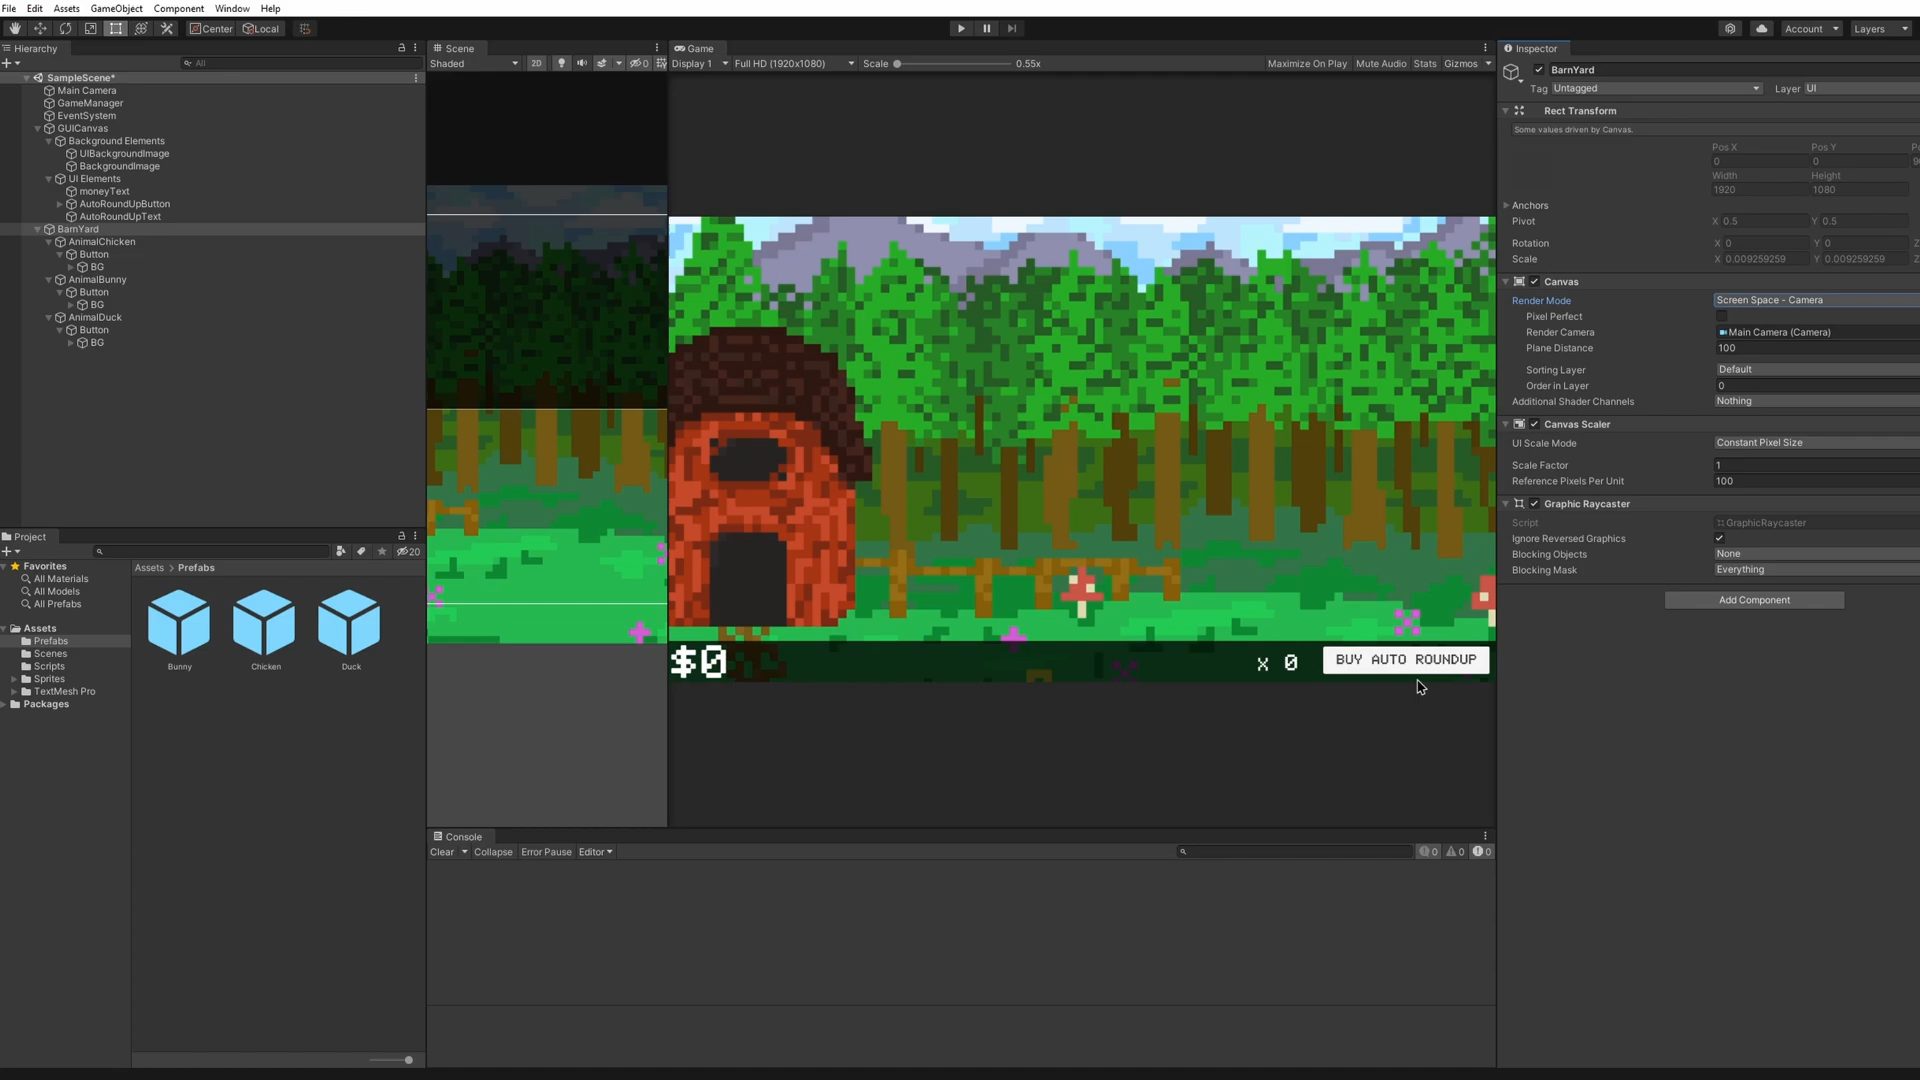 File Edit Assets GameObject Component Window Help
Center Local Account Layers
Hierarchy
All
SampleScene*
Main Camera
GameManager
EventSystem
GUICanvas
Background Elements
UIBackgroundImage
BackgroundImage
UI Elements
moneyText
AutoRoundUpButton
AutoRoundUpText
BarnYard
AnimalChicken
Button
BG
AnimalBunny
Button
BG
AnimalDuck
Button
BG
Scene
Shaded 2D 0
Game
Display 1 Full HD (1920x1080) Scale 0.55x Maximize On Play Mute Audio Stats Gizmos
$0
x 0
BUY AUTO ROUNDUP
Inspector
BarnYard
Tag Untagged Layer UI
Rect Transform
Some values driven by Canvas.
Pos X Pos Y
0 0
Width Height
1920 1080
Anchors
Pivot X 0.5 Y 0.5
Rotation X 0 Y 0 Z
Scale X 0.009259259 Y 0.009259259 Z
Canvas
Render Mode Screen Space - Camera
Pixel Perfect
Render Camera Main Camera (Camera)
Plane Distance 100
Sorting Layer Default
Order in Layer 0
Additional Shader Channels Nothing
Canvas Scaler
UI Scale Mode Constant Pixel Size
Scale Factor 1
Reference Pixels Per Unit 100
Graphic Raycaster
Script GraphicRaycaster
Ignore Reversed Graphics
Blocking Objects None
Blocking Mask Everything
Add Component
Project
20
Favorites
All Materials
All Models
All Prefabs
Assets
Prefabs
Scenes
Scripts
Sprites
TextMesh Pro
Packages
Assets > Prefabs
Bunny Chicken Duck
Console
Clear Collapse Error Pause Editor 0 0 0